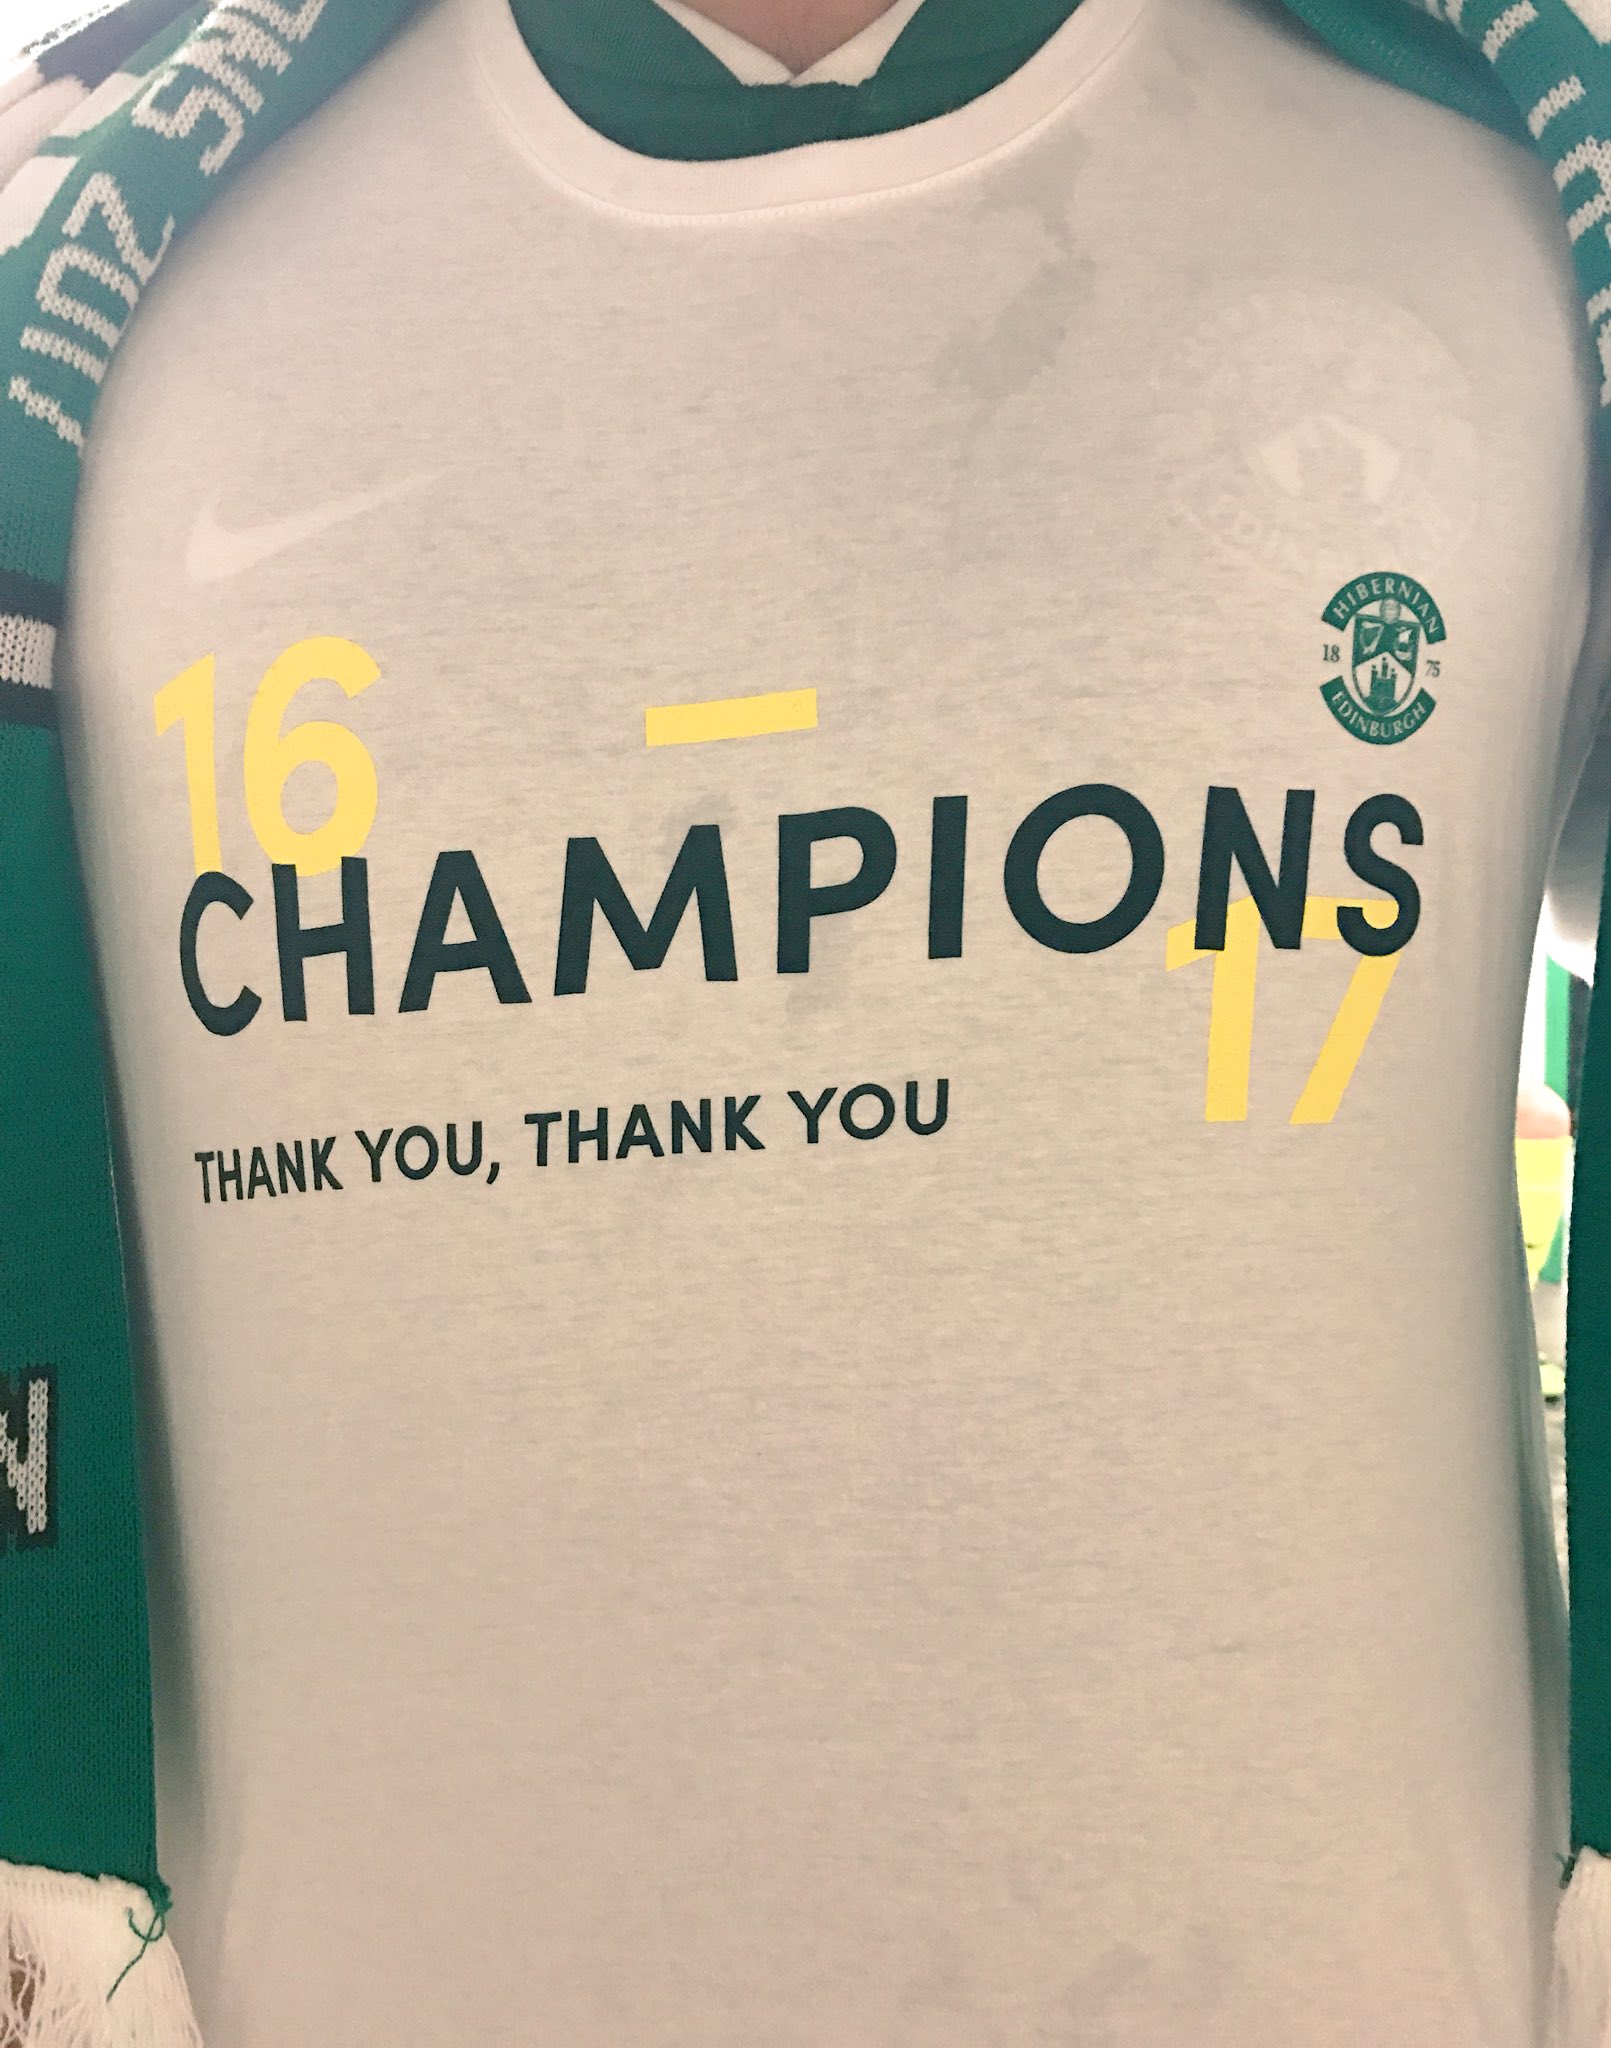 16
–
HIBERNIAN
18 75
EDINBURGH
CHAMPIONS
17
THANK YOU, THANK YOU